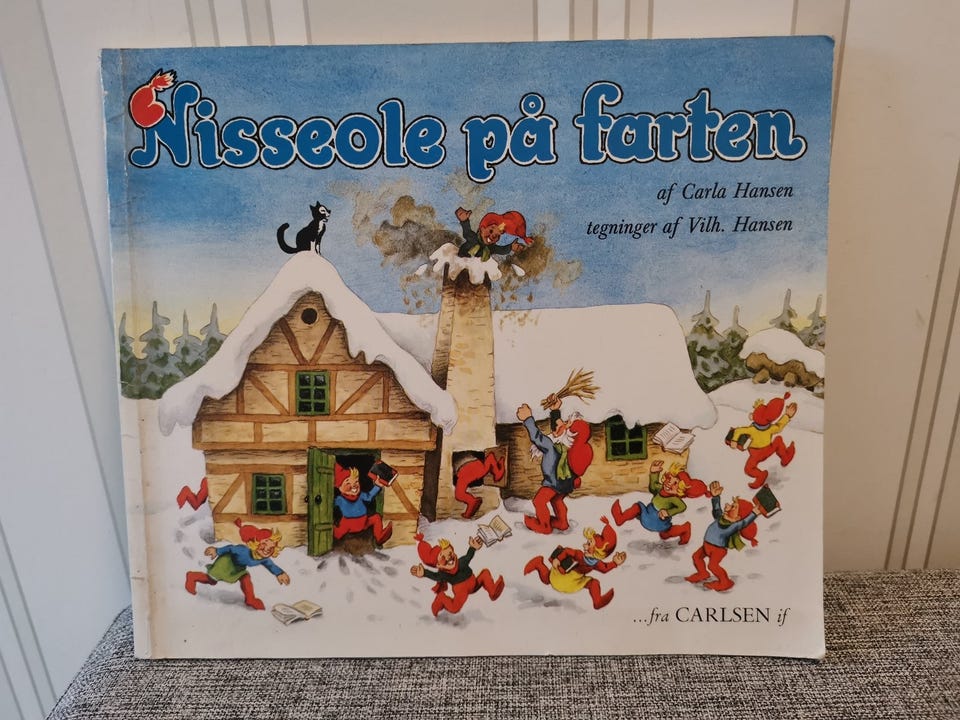 Nisseole på farten
af Carla Hansen
tegninger af Vilh. Hansen
...fra CARLSEN if